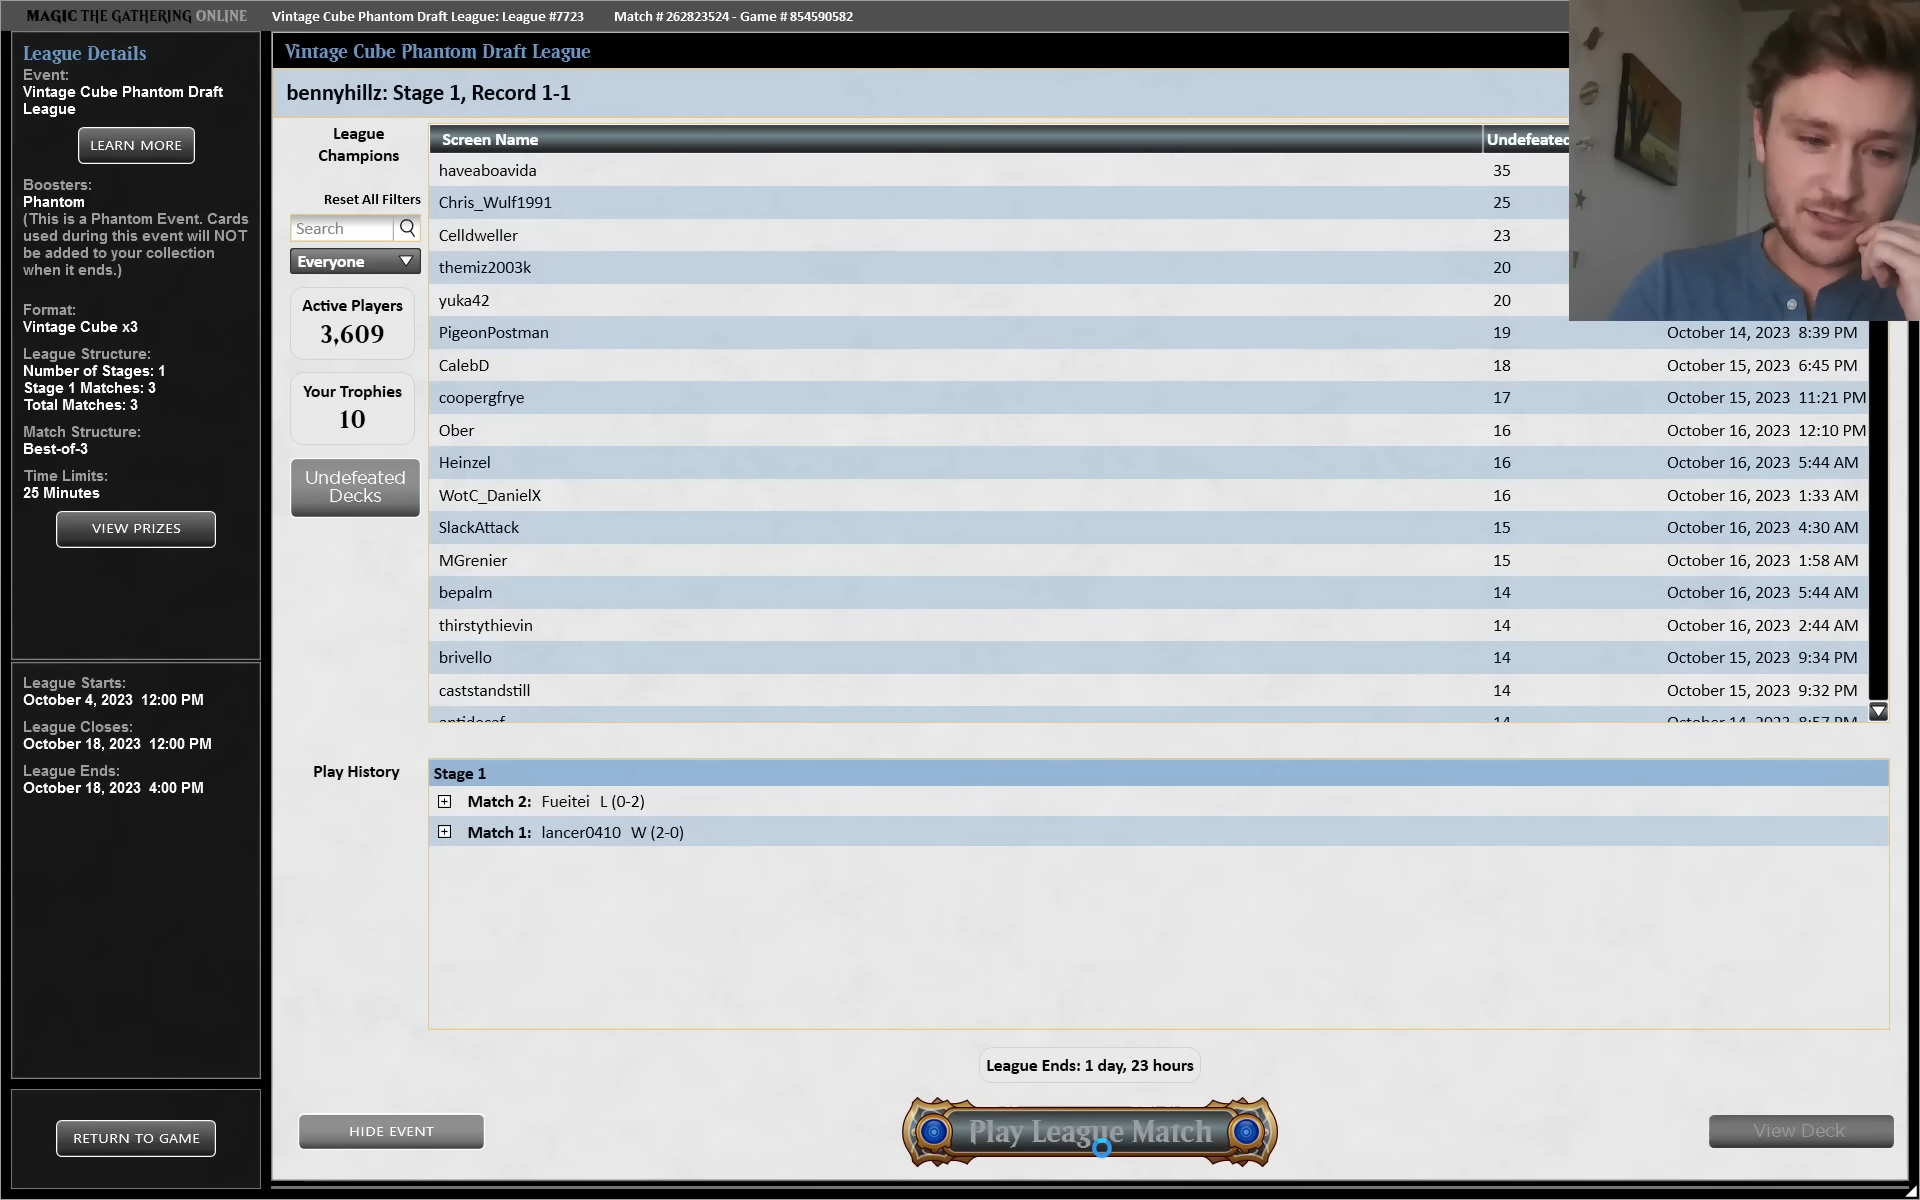 MAGIC THE GATHERING ONLINE
Vintage Cube Phantom Draft League: League #7723 Match # 262823524 - Game # 854590582
League Details
Event:
Vintage Cube Phantom Draft
League
LEARN MORE
Boosters:
Phantom
(This is a Phantom Event. Cards
used during this event will NOT
be added to your collection
when it ends.)
Format:
Vintage Cube x3
League Structure:
Number of Stages: 1
Stage 1 Matches: 3
Total Matches: 3
Match Structure:
Best-of-3
Time Limits:
25 Minutes
VIEW PRIZES
League Starts:
October 4, 2023 12:00 PM
League Closes:
October 18, 2023 12:00 PM
League Ends:
October 18, 2023 4:00 PM
RETURN TO GAME
Vintage Cube Phantom Draft League
bennyhillz: Stage 1, Record 1-1
League
Champions
Reset All Filters
Search
Everyone
Active Players
3,609
Your Trophies
10
Undefeated
Decks
Screen Name Undefeated
haveaboavida 35
Chris_Wulf1991 25
Celldweller 23
themiz2003k 20
yuka42 20
PigeonPostman 19 October 14, 2023 8:39 PM
CalebD 18 October 15, 2023 6:45 PM
coopergfrye 17 October 15, 2023 11:21 PM
Ober 16 October 16, 2023 12:10 PM
Heinzel 16 October 16, 2023 5:44 AM
WotC_DanielX 16 October 16, 2023 1:33 AM
SlackAttack 15 October 16, 2023 4:30 AM
MGrenier 15 October 16, 2023 1:58 AM
bepalm 14 October 16, 2023 5:44 AM
thirstythievin 14 October 16, 2023 2:44 AM
brivello 14 October 15, 2023 9:34 PM
caststandstill 14 October 15, 2023 9:32 PM
14 October 14, 2023 8:57 PM
Play History
Stage 1
Match 2: Fueitei L (0-2)
Match 1: lancer0410 W (2-0)
League Ends: 1 day, 23 hours
HIDE EVENT
Play League Match
View Deck